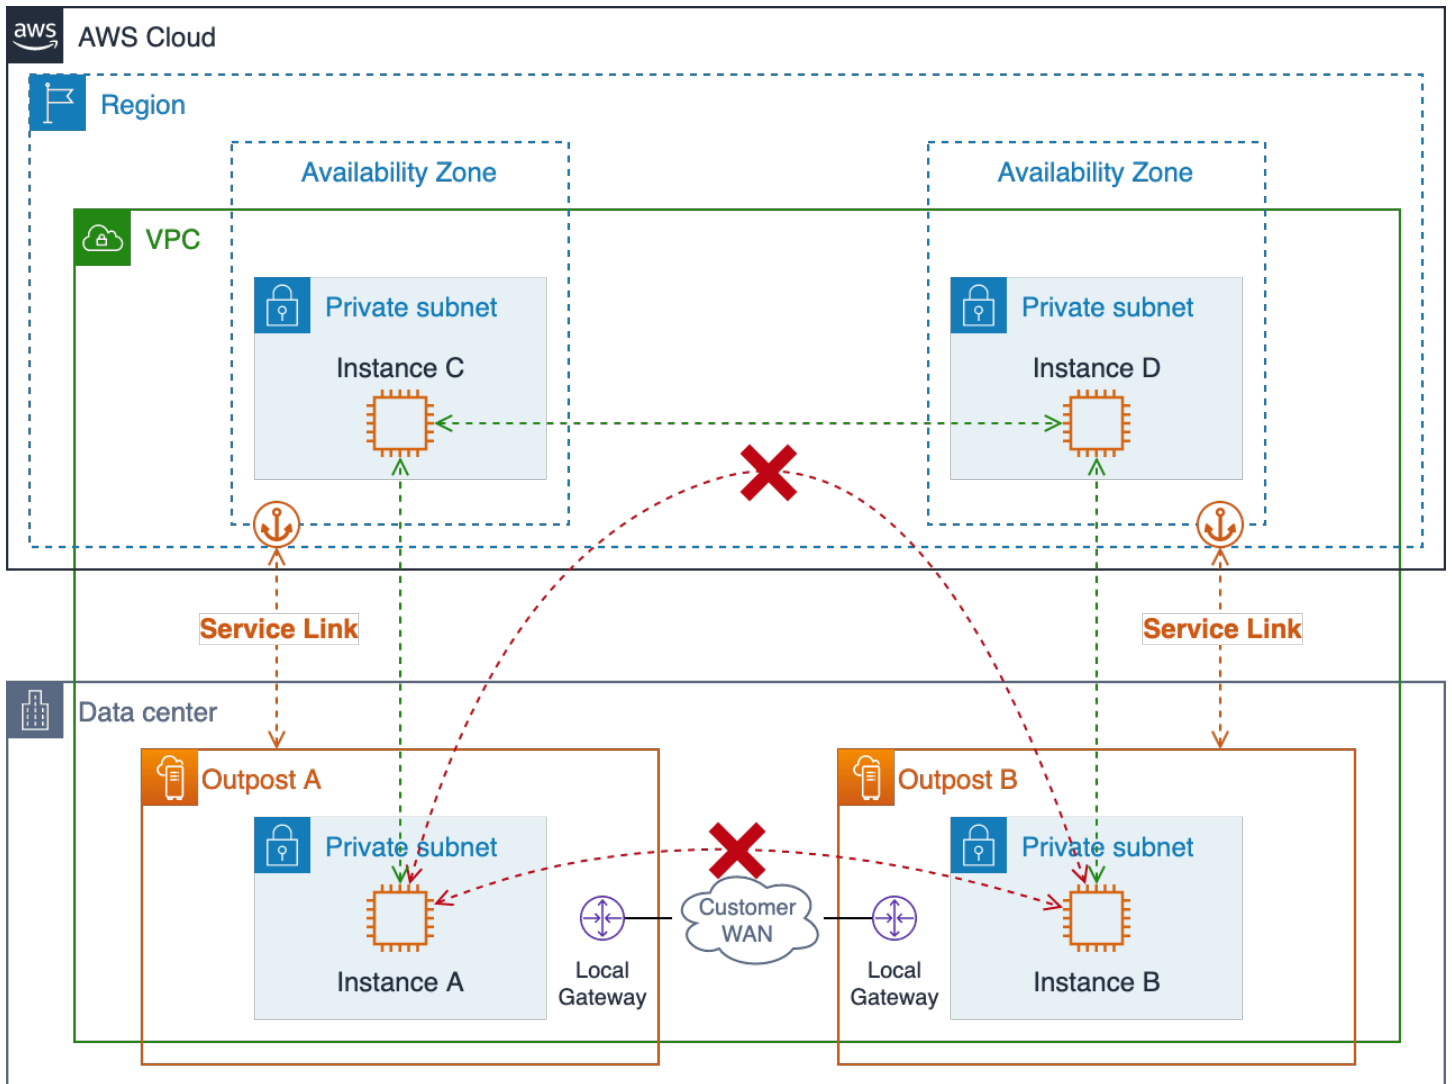 aws
AWS Cloud
Region
Availability Zone
Availability Zone
VPC
Private subnet
Private subnet
Instance C
Instance D
Service Link
Service Link
Data center
Outpost A
Outpost B
Private subnet
Private subnet
Customer
WAN
Instance A
Local
Gateway
Local
Gateway
Instance B